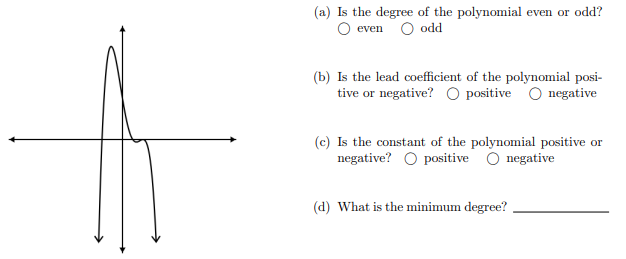 (a) Is the degree of the polynomial even or odd?
even odd
(b) Is the lead coefficient of the polynomial posi-
tive or negative? positive negative
(c) Is the constant of the polynomial positive or
negative? positive negative
(d) What is the minimum degree?